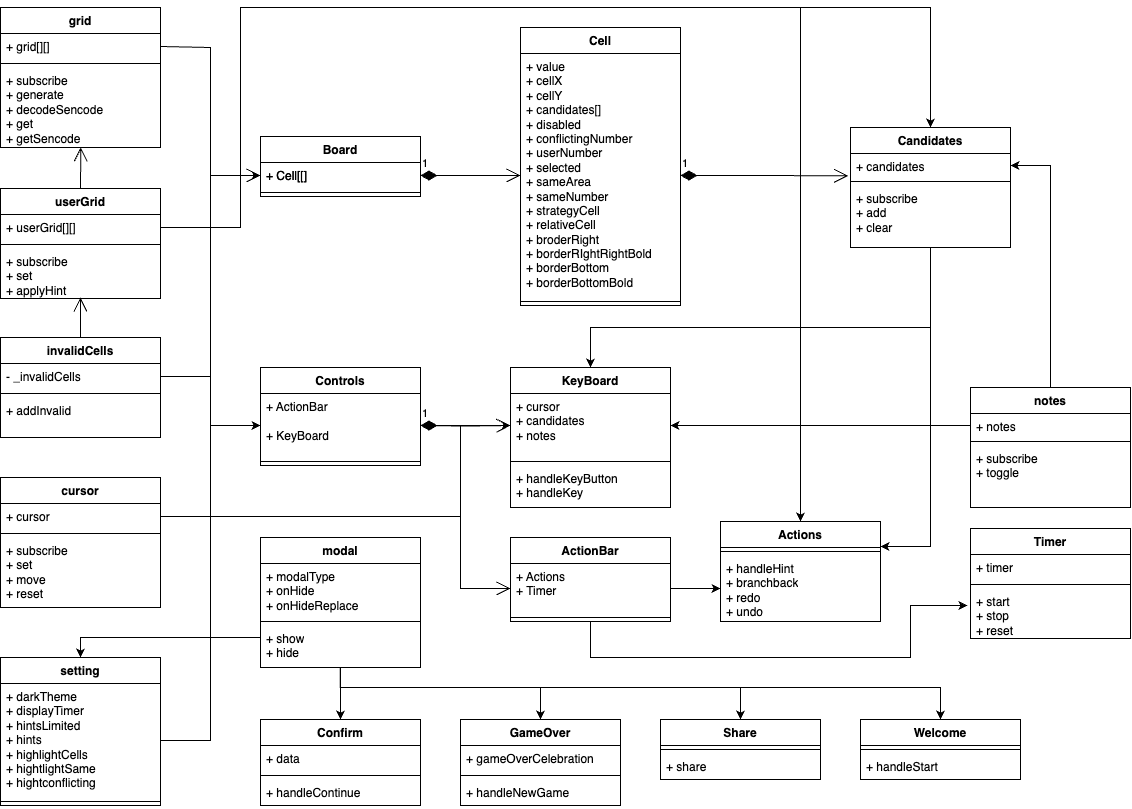 grid
+ grid[][]
+ subscribe
+ generate
+ decodeSencode
+ get
+ getSencode
userGrid
+ userGrid[][]
+ subscribe
+ set
+ applyHint
invalidCells
- _invalidCells
+ addInvalid
cursor
+ cursor
+ subscribe
+ set
+ move
+ reset
setting
+ darkTheme
+ displayTimer
+ hintsLimited
+ hints
+ highlightCells
+ hightlightSame
+ hightconflicting
Board
+ Cell[[]
1
Cell
+ value
+ cellX
+ cellY
+ candidates[]
+ disabled
+ conflictingNumber
+ userNumber
+ selected
+ sameArea
+ sameNumber
+ strategyCell
+ relativeCell
+ broderRight
+ borderRIghtRightBold
+ borderBottom
+ borderBottomBold
1
Candidates
+ candidates
+ subscribe
+ add
+ clear
Controls
+ ActionBar
+ KeyBoard
1
KeyBoard
+ cursor
+ candidates
+ notes
+ handleKeyButton
+ handleKey
notes
+ notes
+ subscribe
+ toggle
modal
+ modalType
+ onHide
+ onHideReplace
+ show
+ hide
ActionBar
+ Actions
+ Timer
Actions
+ handleHint
+ branchback
+ redo
+ undo
Timer
+ timer
+ start
+ stop
+ reset
Confirm
+ data
+ handleContinue
GameOver
+ gameOverCelebration
+ handleNewGame
Share
+ share
Welcome
+ handleStart